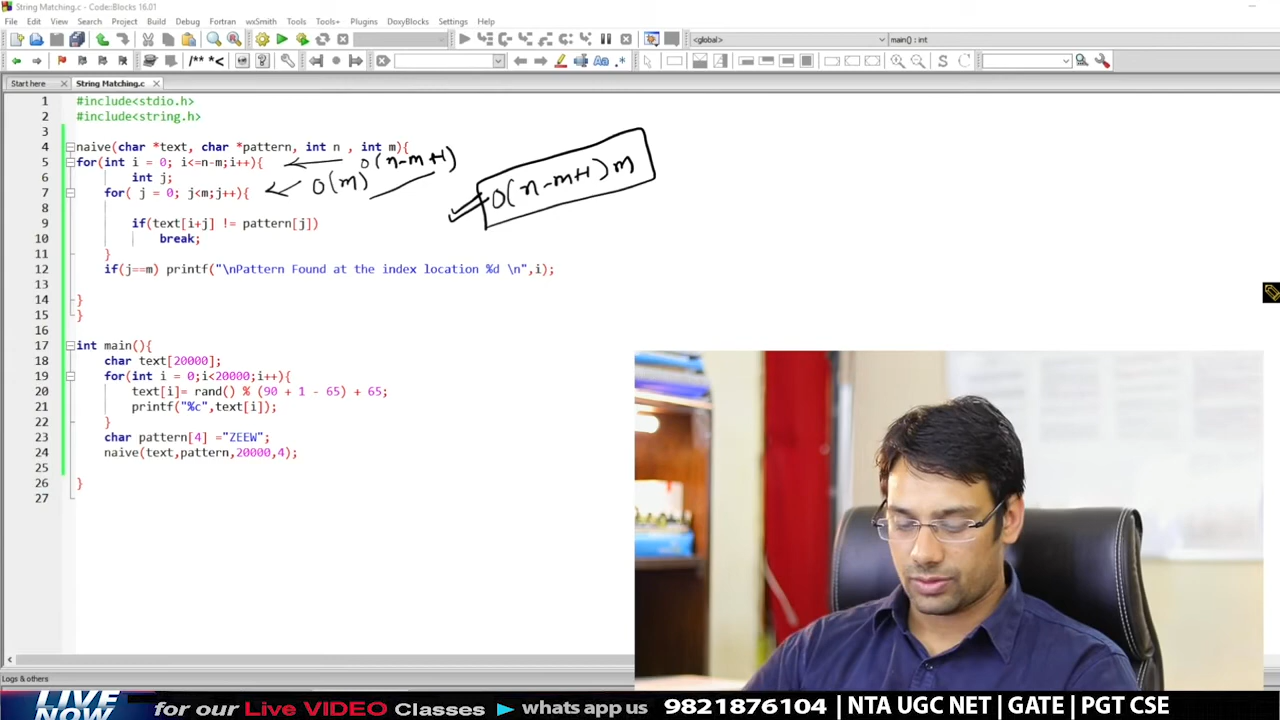 String Matching.c - Code::Blocks 16.01
File Edit View Search Project Build Debug Fortran wxSmith Tools Tools+ Plugins DoxyBlocks Settings Help
<global> main() : int
/** *<
Aa .*
S C
Start here String Matching.c
1 #include<stdio.h>
2 #include<string.h>
3
4 naive(char *text, char *pattern, int n , int m){
5 for(int i = 0; i<=n-m;i++){ O(n-m+1)
6 int j;
7 for( j = 0; j<m;j++){ O(m)
O(n-m+1)m
8
9 if(text[i+j] != pattern[j])
10 break;
11 }
12 if(j==m) printf("\nPattern Found at the index location %d \n",i);
13
14 }
15 }
16
17 int main(){
18 char text[20000];
19 for(int i = 0;i<20000;i++){
20 text[i]= rand() % (90 + 1 - 65) + 65;
21 printf("%c",text[i]);
22 }
23 char pattern[4] ="ZEEW";
24 naive(text,pattern,20000,4);
25
26 }
27
Logs & others
LIVE NOW for our Live VIDEO Classes whats app us 9821876104 | NTA UGC NET | GATE | PGT CSE